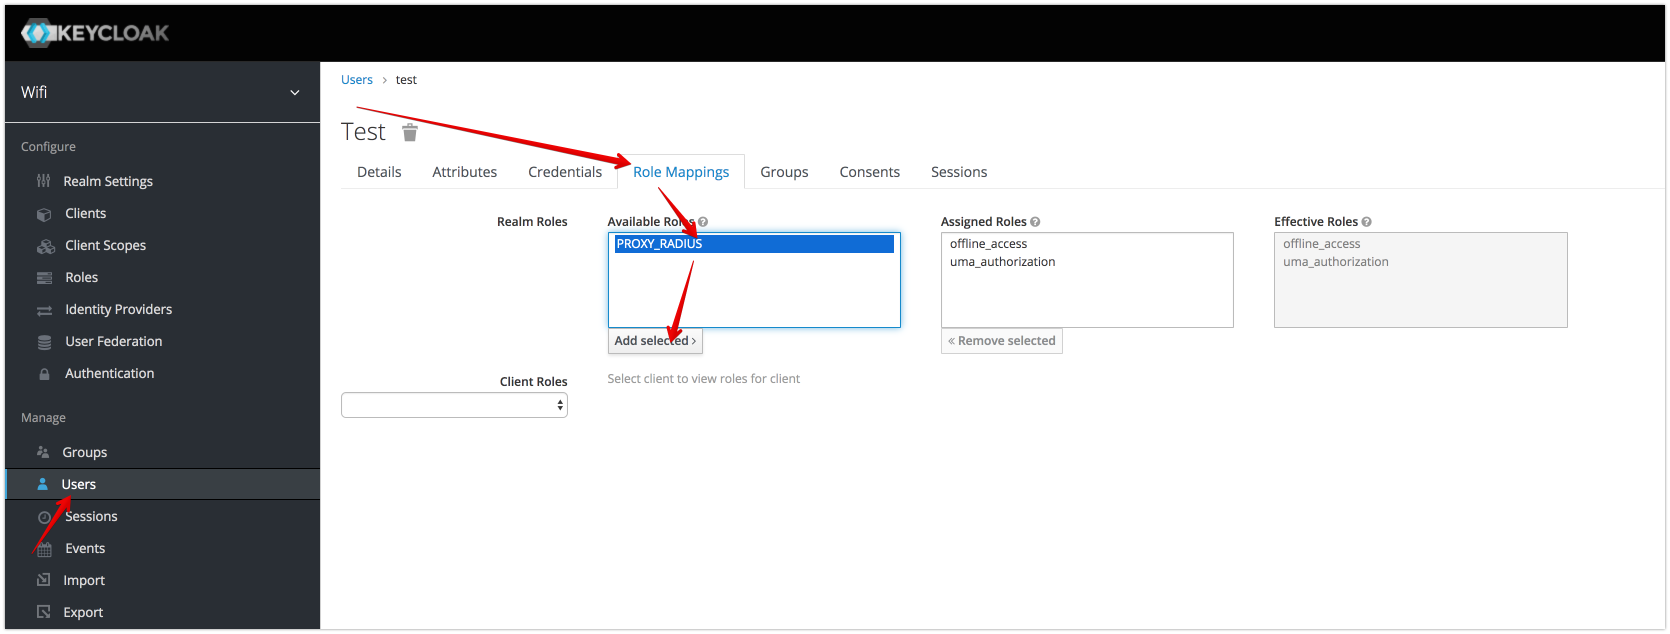 KEYCLOAK
Wifi
Configure
Realm Settings
Clients
Client Scopes
Roles
Identity Providers
User Federation
Authentication
Manage
Groups
Users
Sessions
Events
Import
Export
Users > test
Test
Details Attributes Credentials Role Mappings Groups Consents Sessions
Realm Roles
Available Roles
PROXY_RADIUS
Add selected >
Assigned Roles
offline_access
uma_authorization
« Remove selected
Effective Roles
offline_access
uma_authorization
Client Roles
Select client to view roles for client